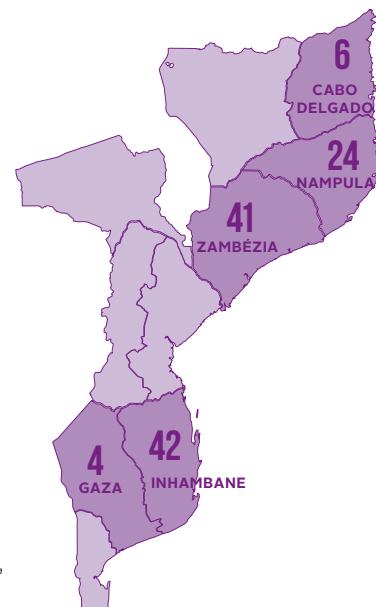 6
CABO
DELGADO
24
NAMPULA
41
ZAMBÉZIA
4
GAZA
42
INHAMBANE
,